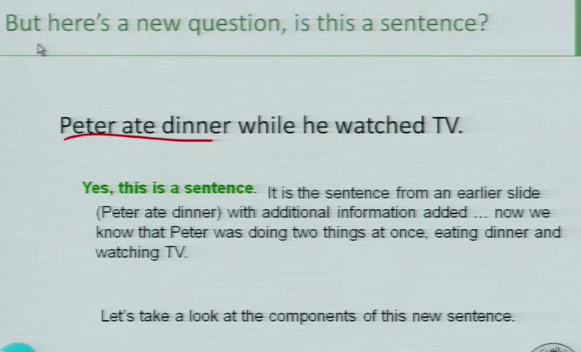 But here's a new question, is this a sentence?
Peter ate dinner while he watched TV.
Yes, this is a sentence. It is the sentence from an earlier slide
(Peter ate dinner) with additional information added ... now we
know that Peter was doing two things at once, eating dinner and
watching TV.
Let's take a look at the components of this new sentence.